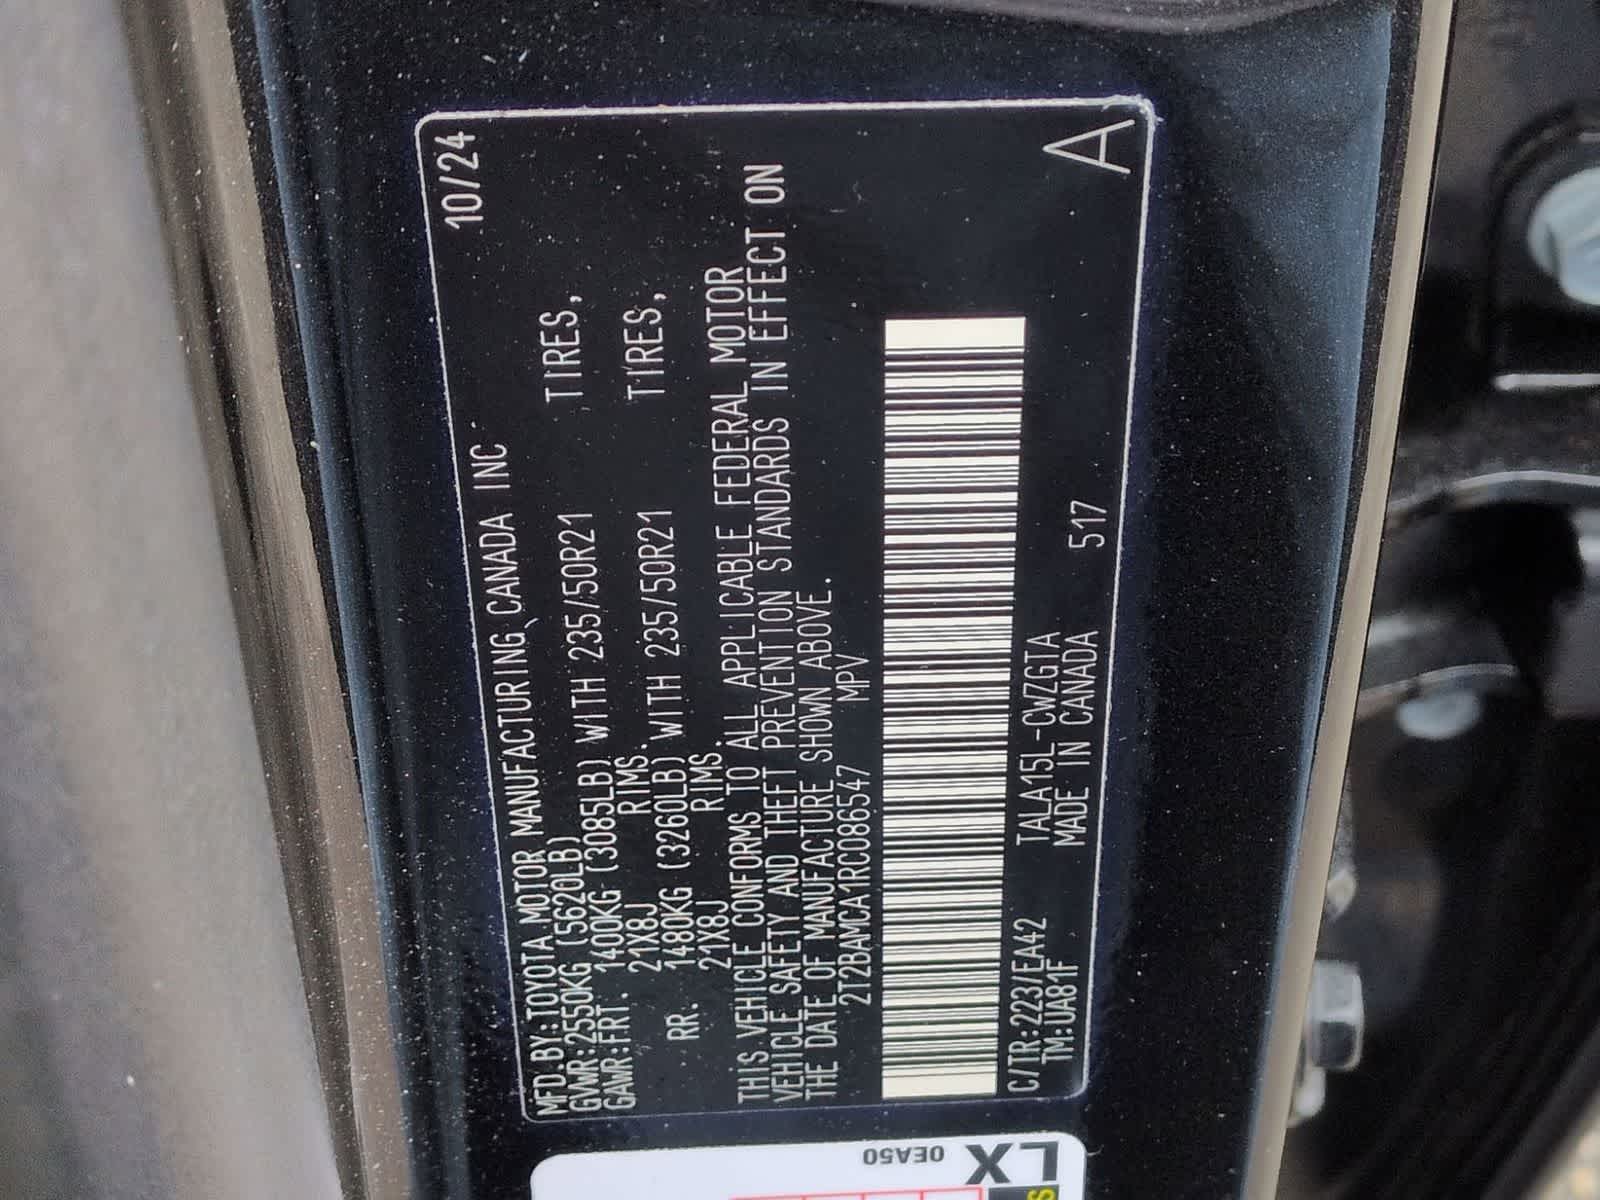 10/24
MFD.BY:TOYOTA MOTOR MANUFACTURING CANADA INC
GVWR:2550KG (5620LB)
GAWR:FRT. 1400KG (3085LB) WITH 235/50R21 TIRES,
21X8J RIMS.
RR. 1480KG (3260LB) WITH 235/50R21 TIRES,
21X8J RIMS.
THIS VEHICLE CONFORMS TO ALL APPLICABLE FEDERAL MOTOR
VEHICLE SAFETY AND THEFT PREVENTION STANDARDS IN EFFECT ON
THE DATE OF MANUFACTURE SHOWN ABOVE.
2T2BAMCA1RC086547 MPV
C/TR:223/EA42 TALA15L-CWZGTA
TM:UA81F MADE IN CANADA 517 A
0EA50
LX